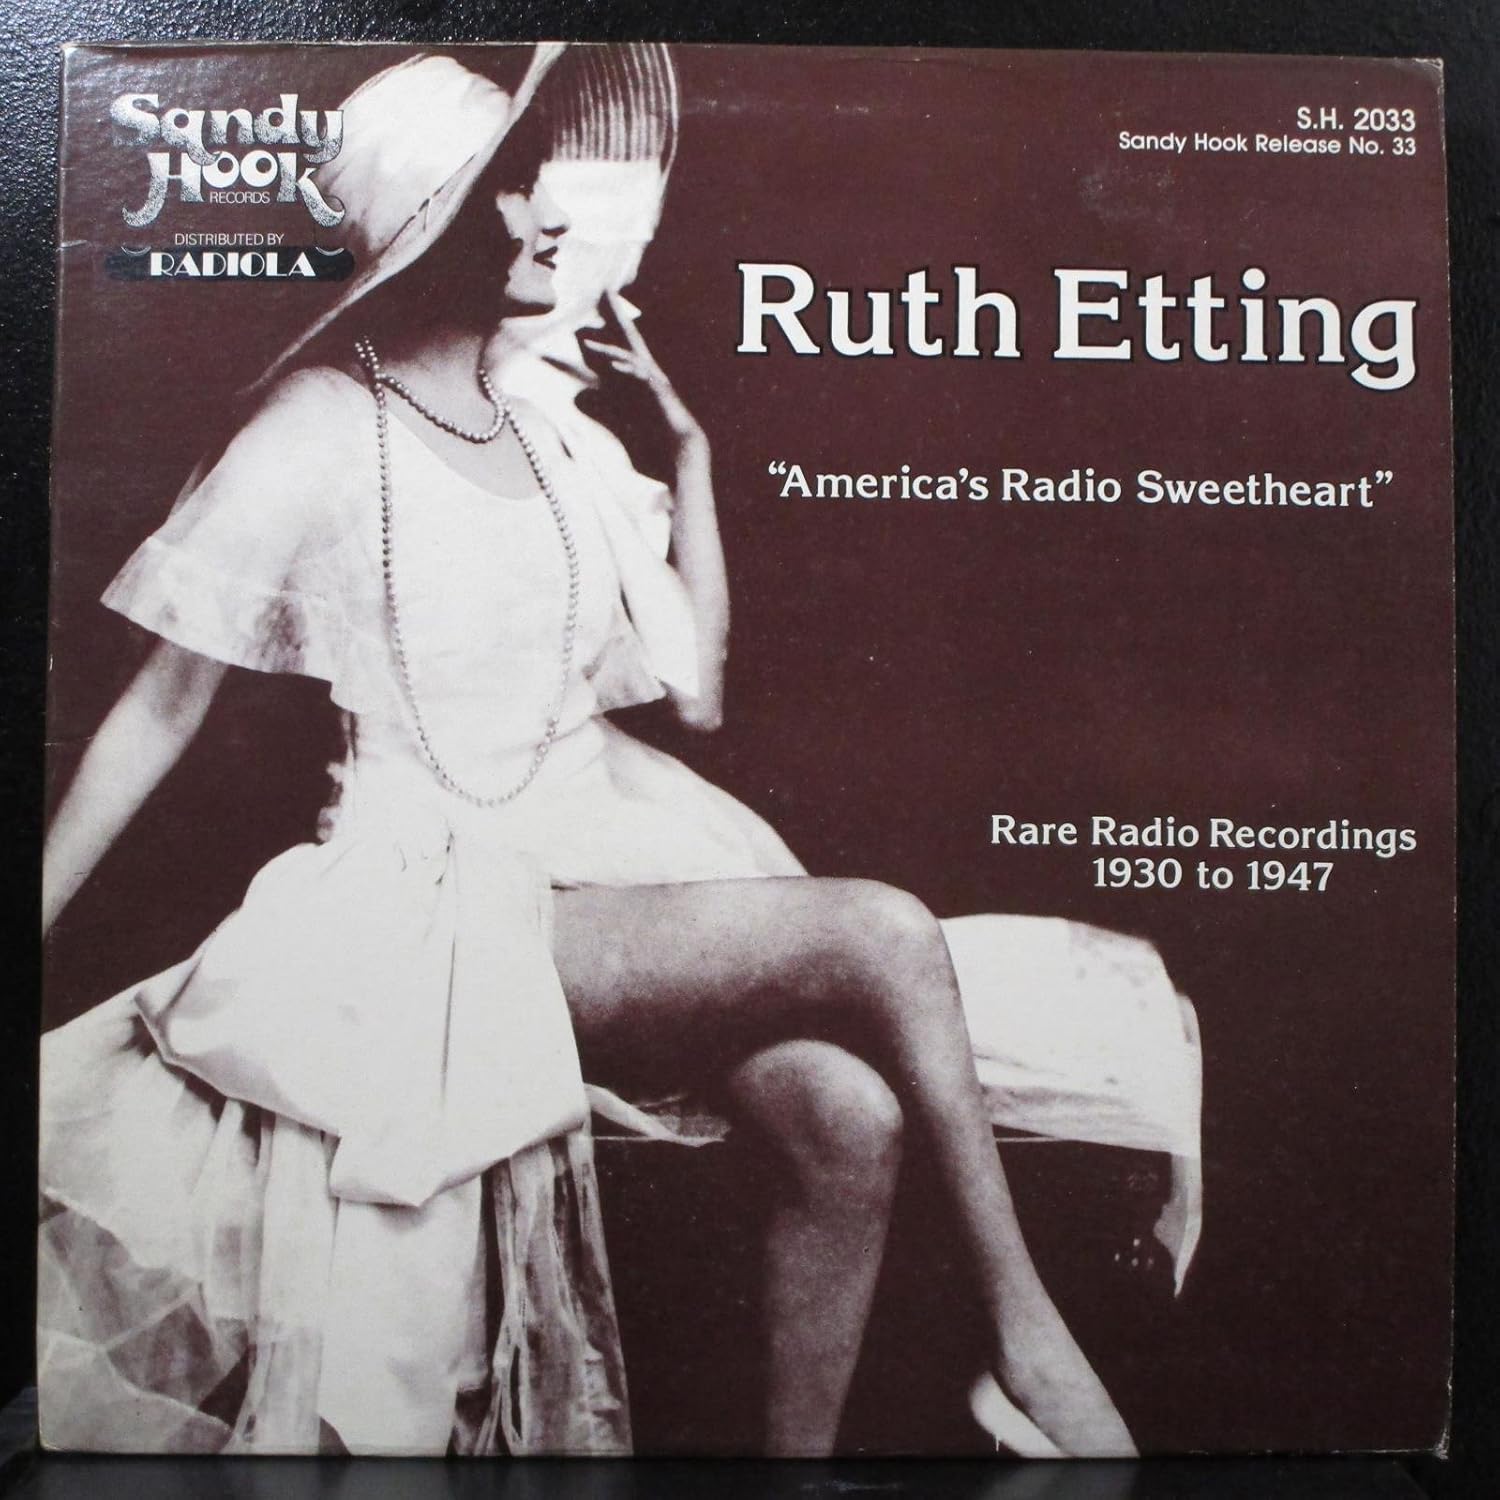 Sandy
Hook
RECORDS
DISTRIBUTED BY
RADIOLA
S.H. 2033
Sandy Hook Release No. 33
Ruth Etting
“America’s Radio Sweetheart”
Rare Radio Recordings
1930 to 1947